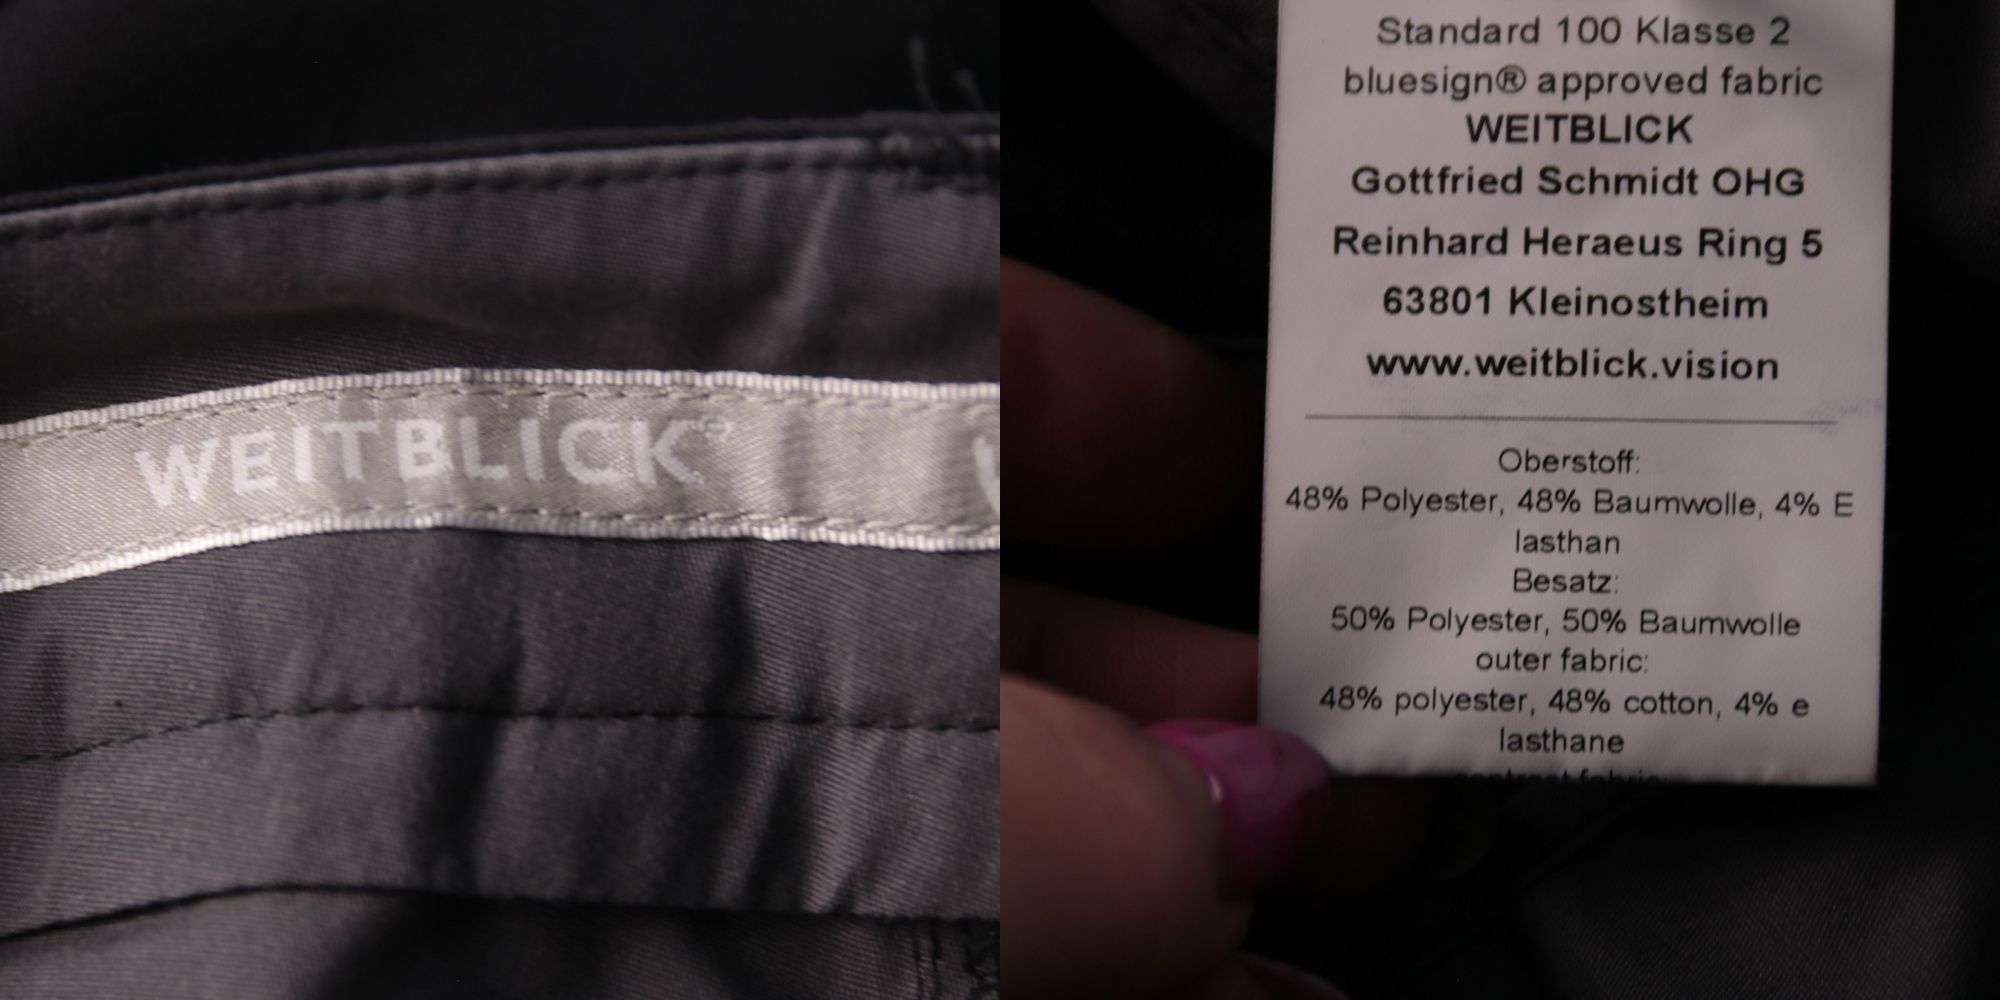 WEITBLICK®
Standard 100 Klasse 2
bluesign® approved fabric
WEITBLICK
Gottfried Schmidt OHG
Reinhard Heraeus Ring 5
63801 Kleinostheim
www.weitblick.vision
Oberstoff:
48% Polyester, 48% Baumwolle, 4% E
lasthan
Besatz:
50% Polyester, 50% Baumwolle
outer fabric:
48% polyester, 48% cotton, 4% e
lasthane